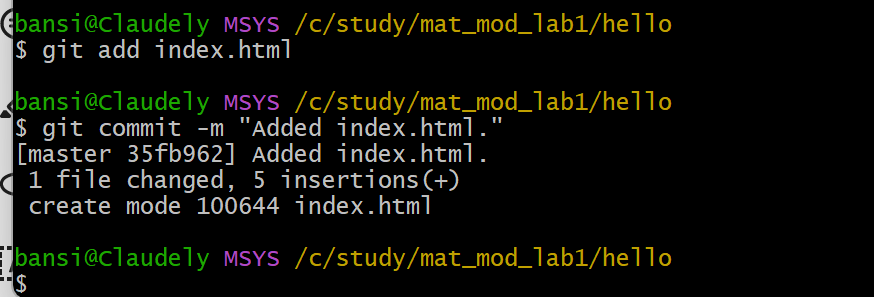 bansi@Claudely MSYS /c/study/mat_mod_lab1/hello
$ git add index.html
bansi@Claudely MSYS /c/study/mat_mod_lab1/hello
$ git commit -m "Added index.html."
[master 35fb962] Added index.html.
 1 file changed, 5 insertions(+)
 create mode 100644 index.html
bansi@Claudely MSYS /c/study/mat_mod_lab1/hello
$